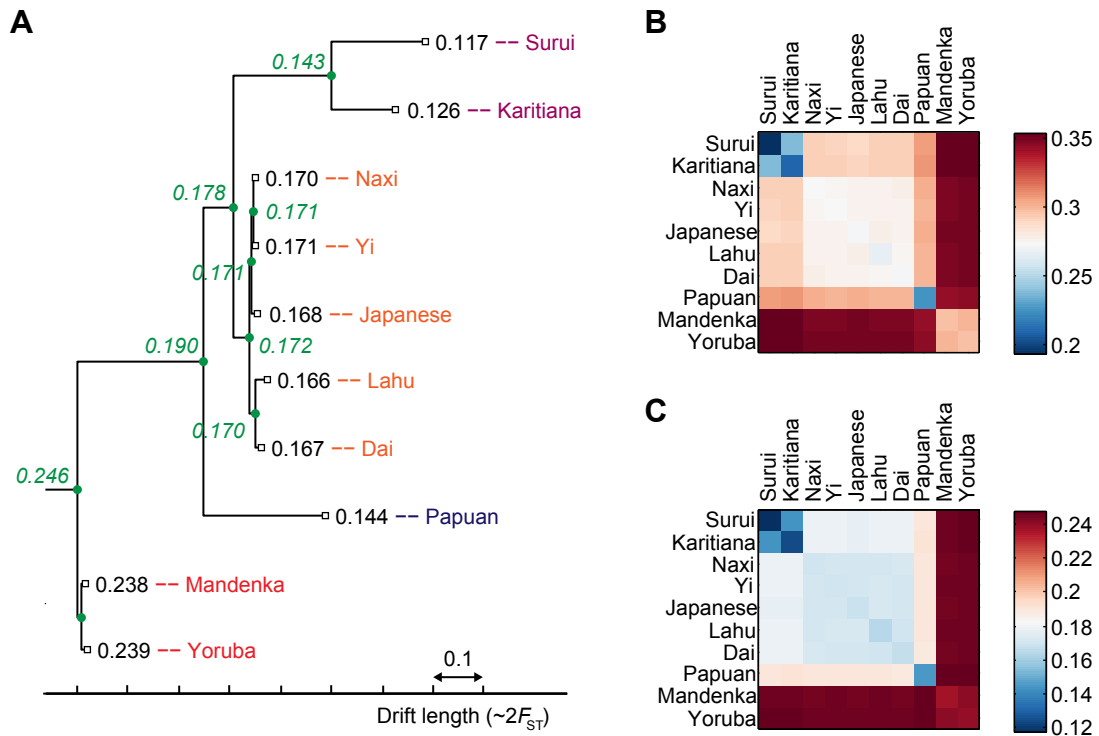 A
0.117 -- Surui
0.143
0.126 -- Karitiana
0.170 -- Naxi
0.178
0.171
0.171 -- Yi
0.171
0.168 -- Japanese
0.190
0.172
0.166 -- Lahu
0.170
0.167 -- Dai
0.246
0.144 -- Papuan
0.238 -- Mandenka
0.239 -- Yoruba
0.1
Drift length (~2FST)
B
Surui
Karitiana
Naxi
Yi
Japanese
Lahu
Dai
Papuan
Mandenka
Yoruba
Surui
Karitiana
Naxi
Yi
Japanese
Lahu
Dai
Papuan
Mandenka
Yoruba
0.35
0.3
0.25
0.2
C
Surui
Karitiana
Naxi
Yi
Japanese
Lahu
Dai
Papuan
Mandenka
Yoruba
Surui
Karitiana
Naxi
Yi
Japanese
Lahu
Dai
Papuan
Mandenka
Yoruba
0.24
0.22
0.2
0.18
0.16
0.14
0.12